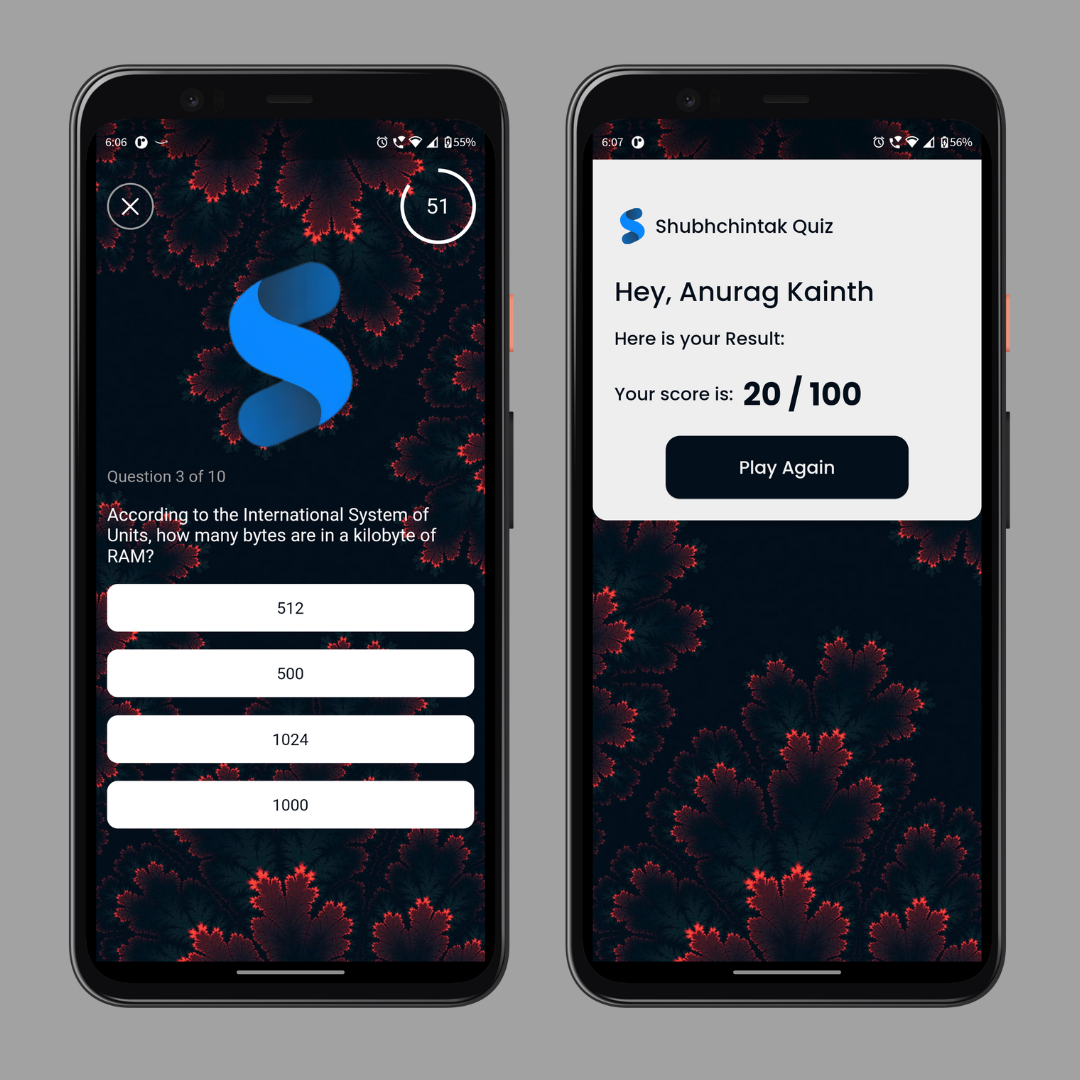 6:06
55%
51
Question 3 of 10
According to the International System of
Units, how many bytes are in a kilobyte of
RAM?
512
500
1024
1000
6:07
56%
Shubhchintak Quiz
Hey, Anurag Kainth
Here is your Result:
Your score is: 20 / 100
Play Again